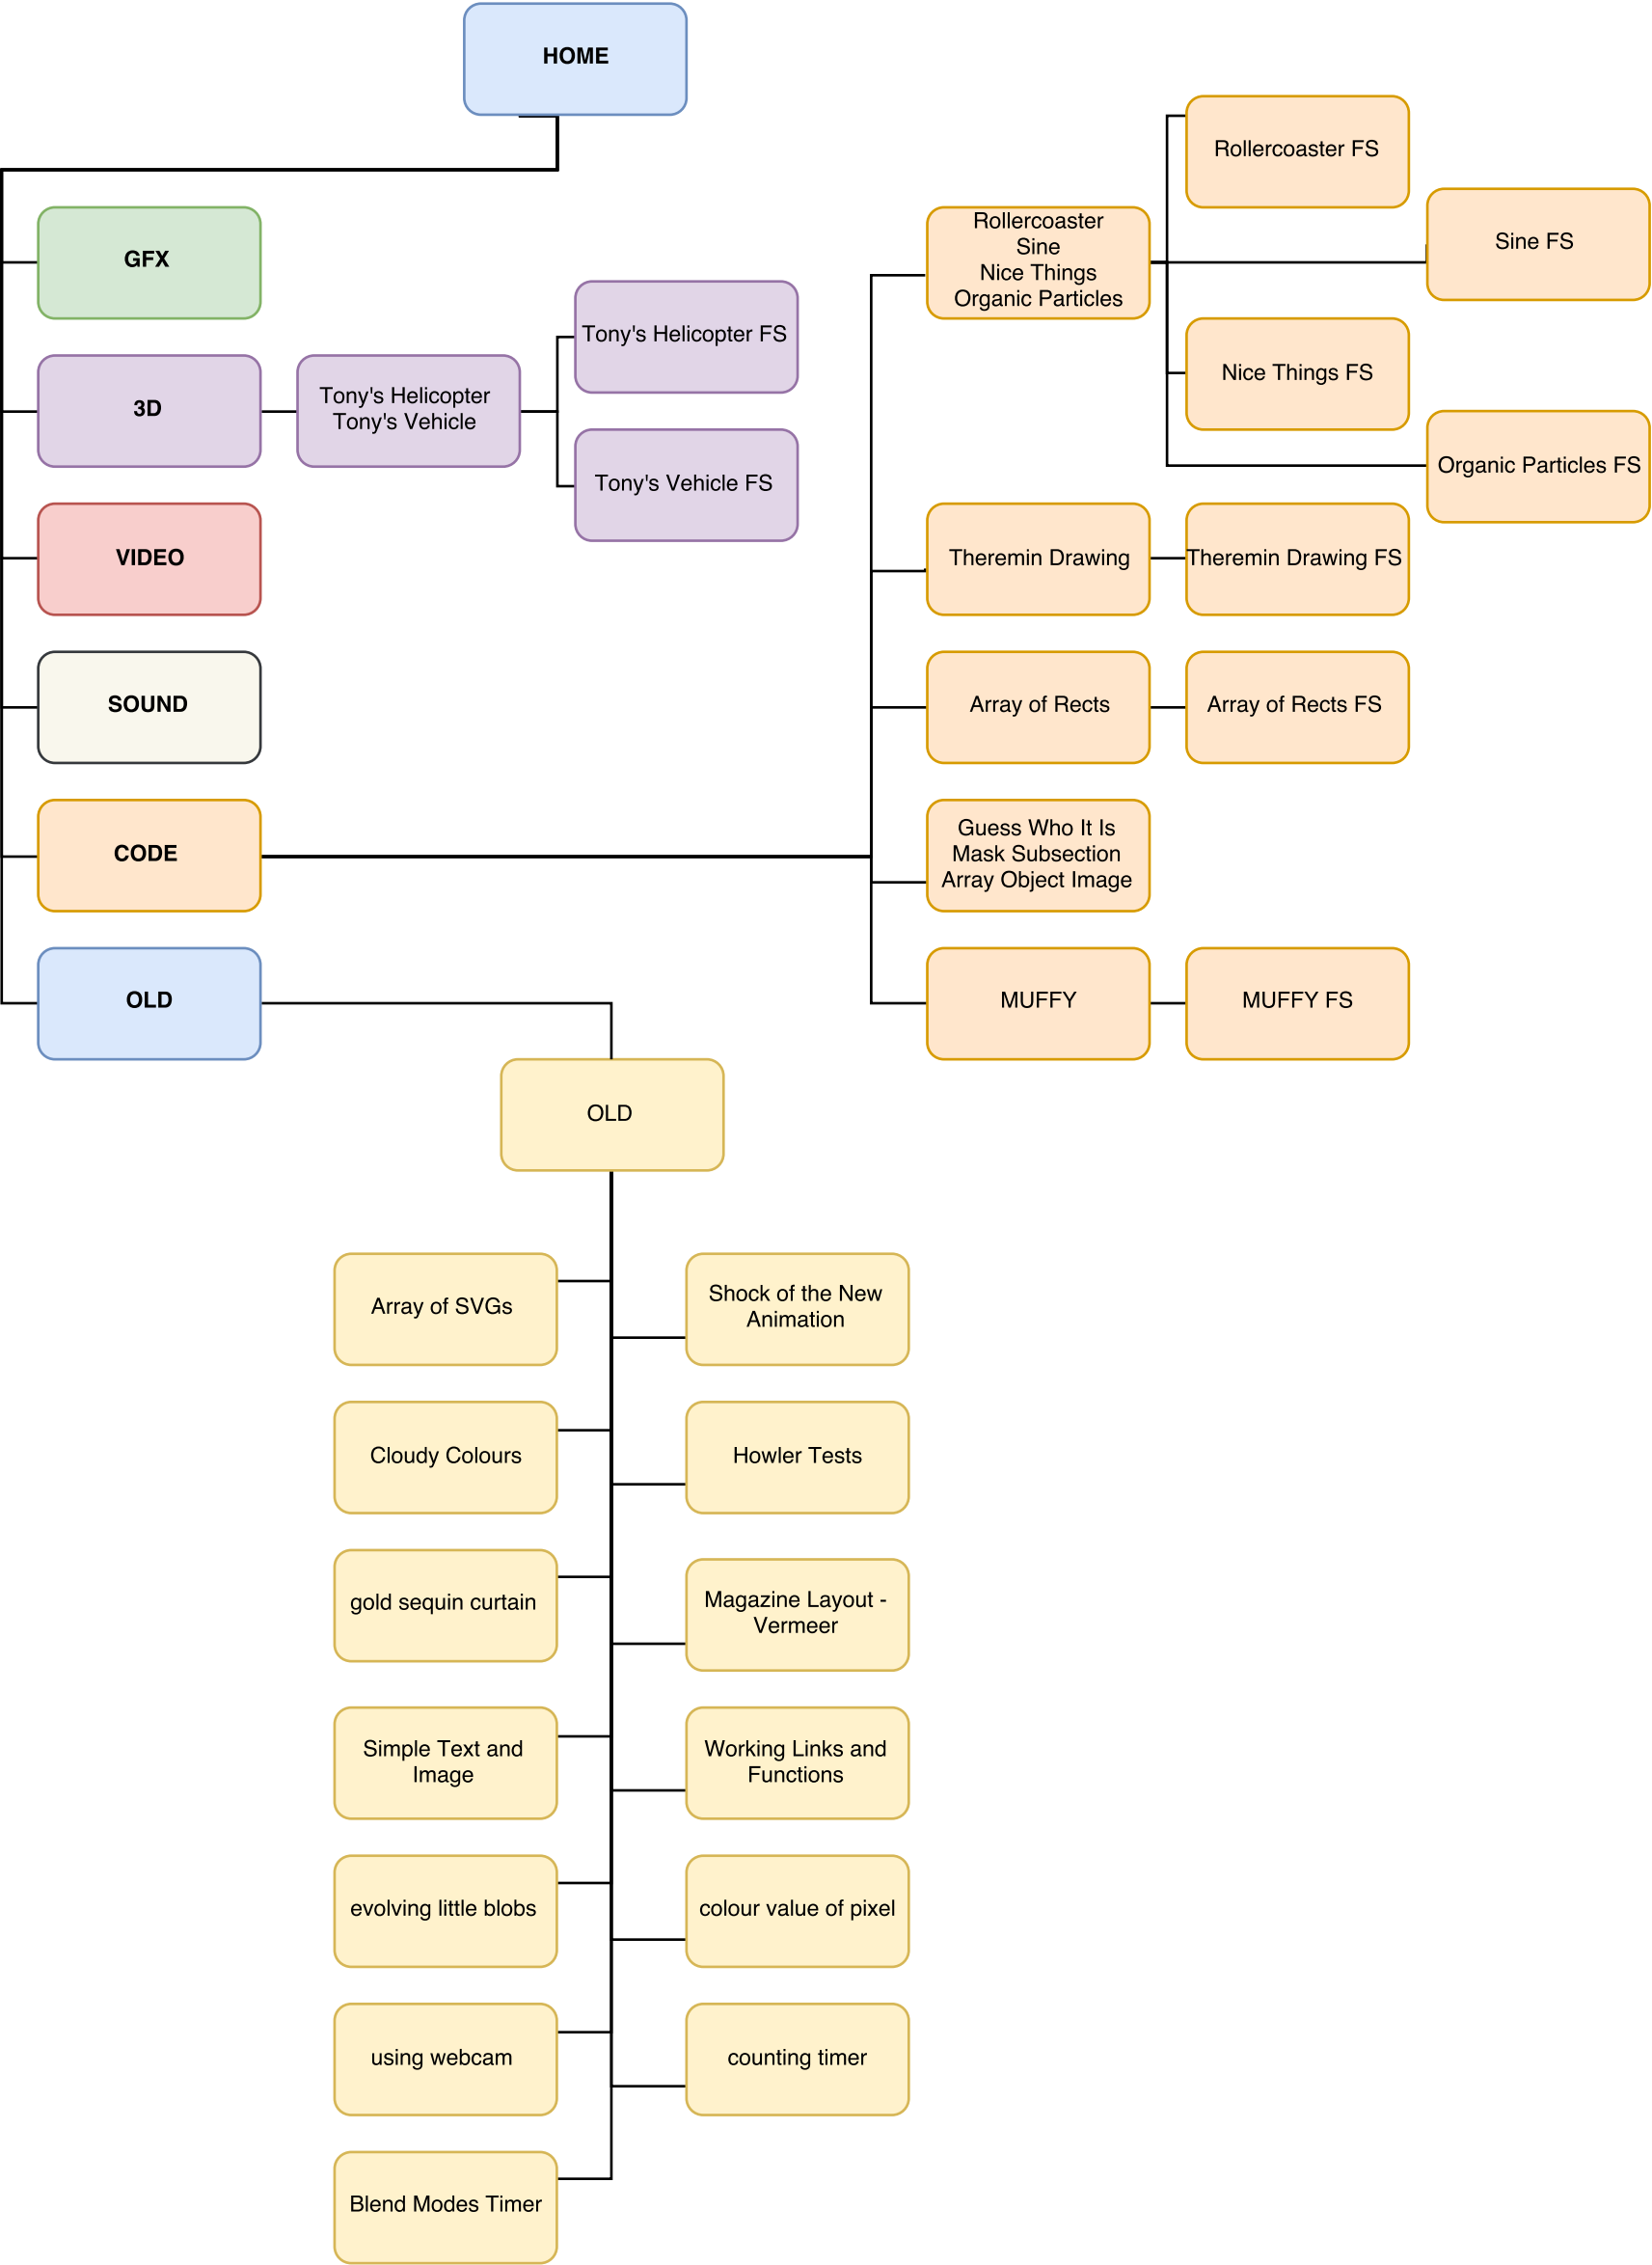 HOME
Rollercoaster FS
Rollercoaster
Sine
Nice Things
Organic Particles
Sine FS
GFX
Tony's Helicopter FS
Nice Things FS
3D
Tony's Helicopter
Tony's Vehicle
Organic Particles FS
Tony's Vehicle FS
VIDEO
Theremin Drawing
Theremin Drawing FS
SOUND
Array of Rects
Array of Rects FS
CODE
Guess Who It Is
Mask Subsection
Array Object Image
OLD
MUFFY
MUFFY FS
OLD
Array of SVGs
Shock of the New
Animation
Cloudy Colours
Howler Tests
gold sequin curtain
Magazine Layout -
Vermeer
Simple Text and
Image
Working Links and
Functions
evolving little blobs
colour value of pixel
using webcam
counting timer
Blend Modes Timer